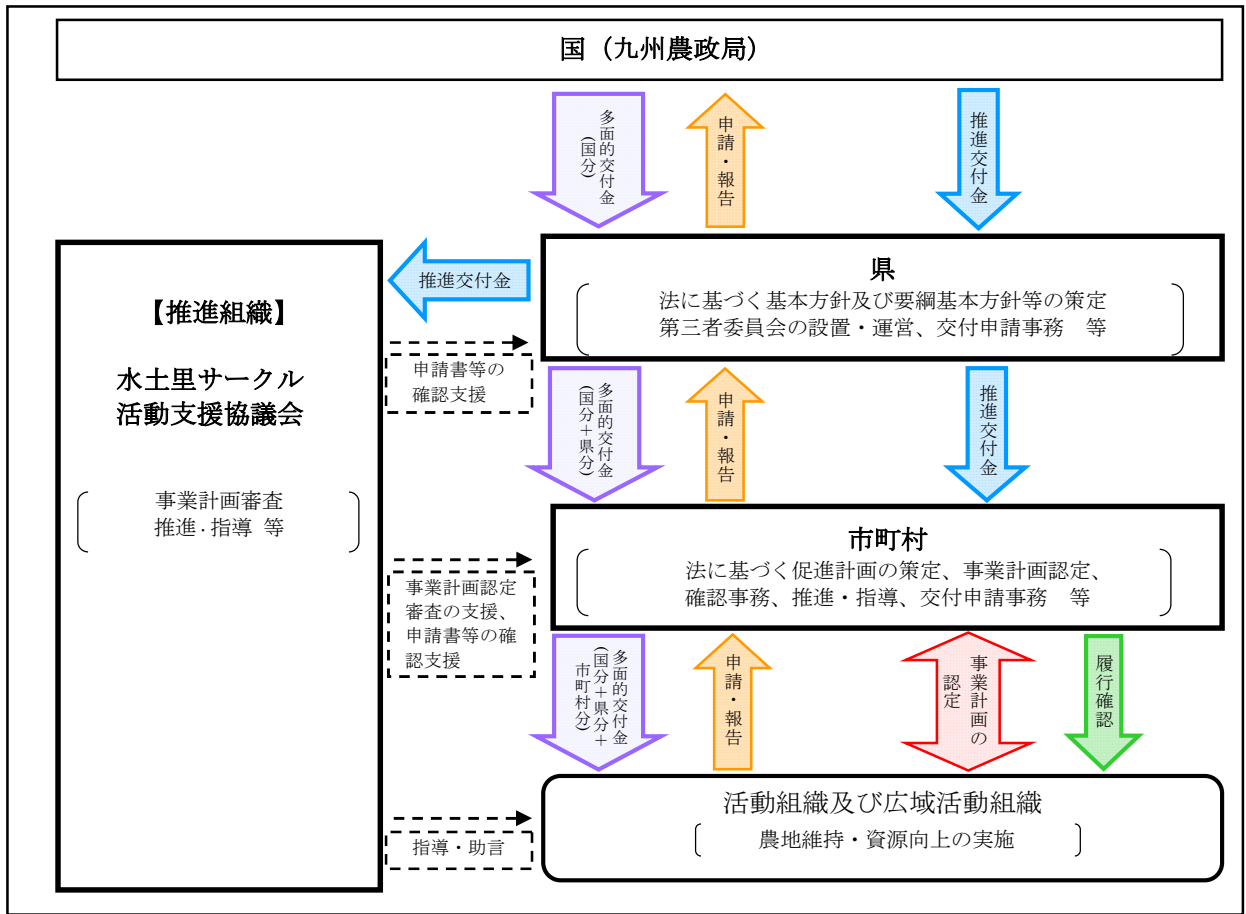 国（九州農政局）
多面的交付金
(国分)
申請・報告
推進交付金
推進交付金
県
法に基づく基本方針及び要綱基本方針等の策定
第三者委員会の設置・運営、交付申請事務　等
【推進組織】
水土里サークル
活動支援協議会
事業計画審査
推進・指導 等
申請書等の
確認支援
多面的交付金
(国分＋県分)
申請・報告
推進交付金
市町村
法に基づく促進計画の策定、事業計画認定、
確認事務、推進・指導、交付申請事務　等
事業計画認定
審査の支援、
申請書等の確
認支援
多面的交付金
(国分＋県分＋
市町村分)
申請・報告
事業計画の
認定
履行確認
活動組織及び広域活動組織
農地維持・資源向上の実施
指導・助言